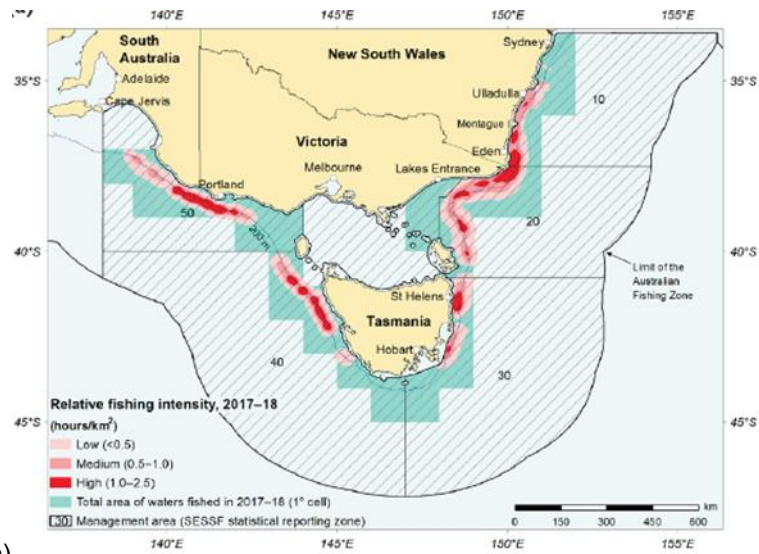 140°E 145°E 150°E 155°E
South
Australia
New South Wales
Sydney
Adelaide
35°S 35°S
Ulladulla
10
Cape Jervis
Montague
Victoria
Eden
Melbourne
Lakes Entrance
Portland
50
20
200 m
40°S 40°S
Limit of the
Australian
Fishing Zone
St Helens
Tasmania
Hobart
40
30
Relative fishing intensity, 2017–18
(hours/km²)
45°S 45°S
Low (<0.5)
Medium (0.5–1.0)
High (1.0–2.5)
Total area of waters fished in 2017–18 (1° cell)
30 Management area (SESSF statistical reporting zone)
km
0 150 300 450 600
140°E 145°E 150°E 155°E